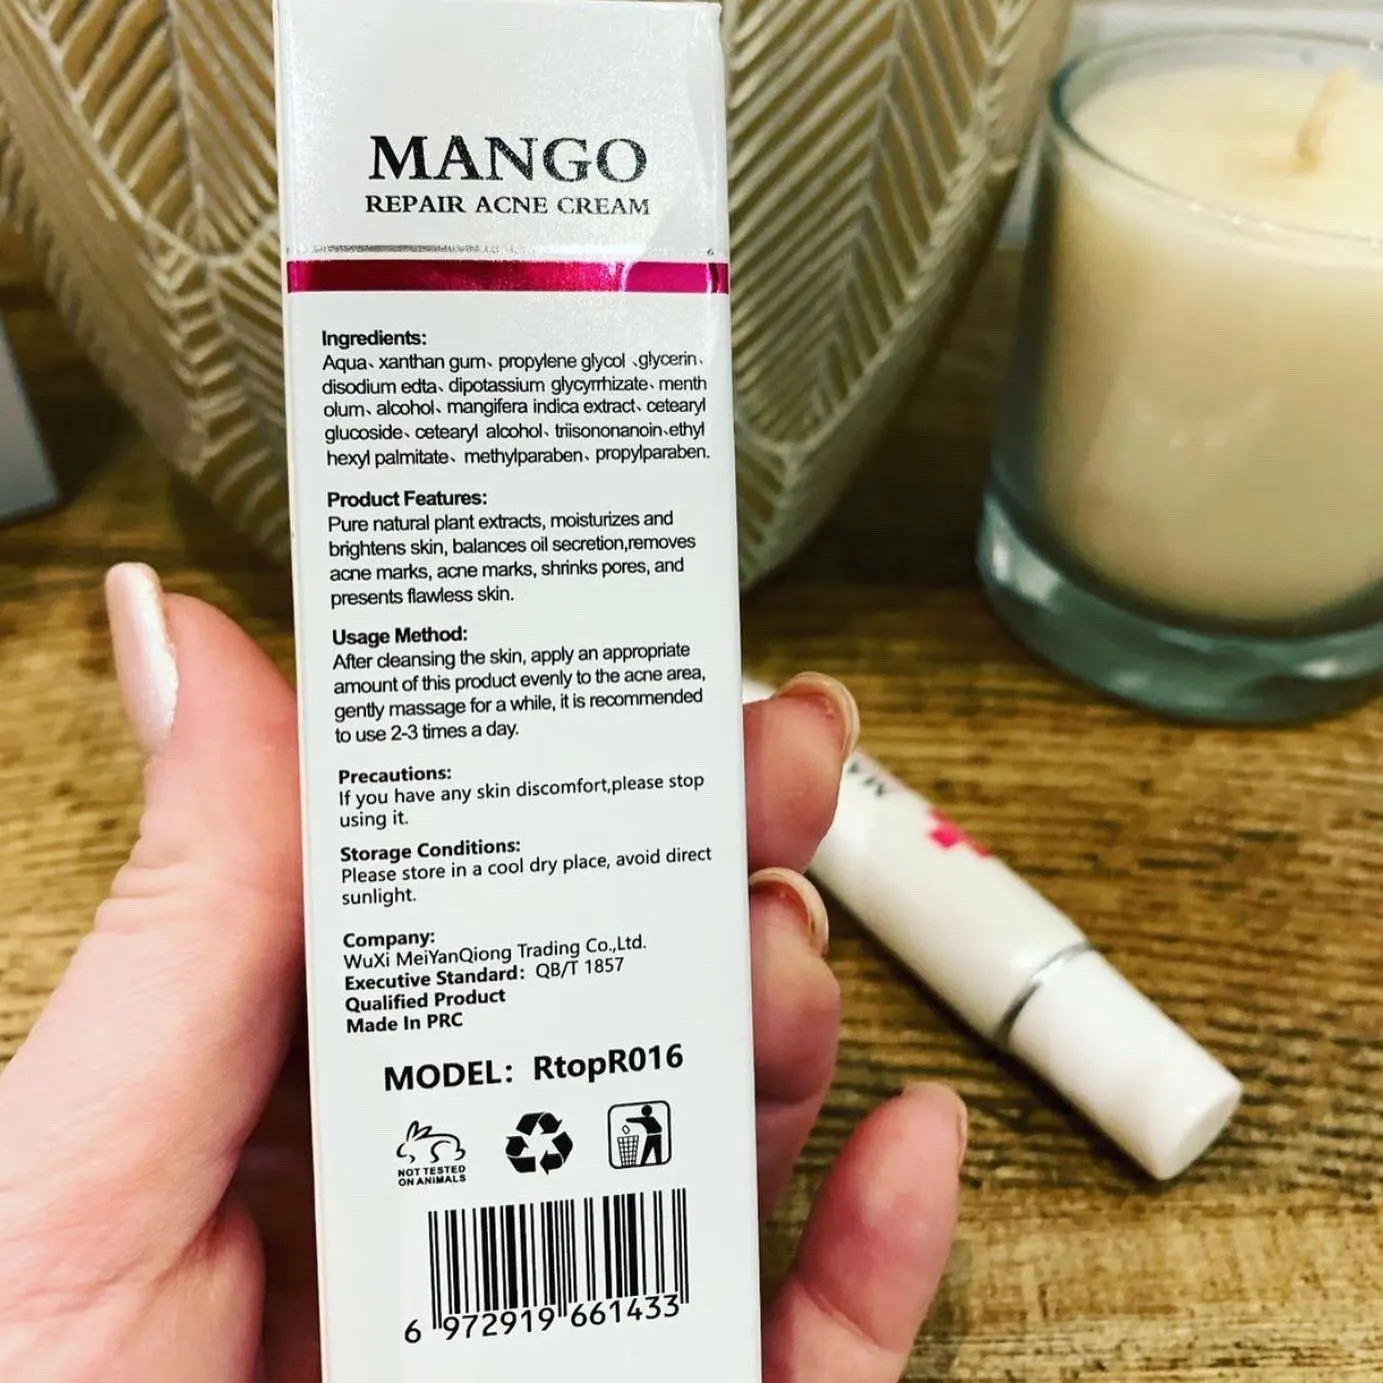 MANGO
REPAIR ACNE CREAM
Ingredients:
Aqua、xanthan gum、propylene glycol 、glycerin、
disodium edta、dipotassium glycyrrhizate、menth
olum、alcohol、mangifera indica extract、cetearyl
glucoside、cetearyl alcohol、triisononanoin、ethyl
hexyl palmitate、methylparaben、propylparaben.
Product Features:
Pure natural plant extracts, moisturizes and
brightens skin, balances oil secretion,removes
acne marks, acne marks, shrinks pores, and
presents flawless skin.
Usage Method:
After cleansing the skin, apply an appropriate
amount of this product evenly to the acne area,
gently massage for a while, it is recommended
to use 2-3 times a day.
Precautions:
If you have any skin discomfort,please stop
using it.
Storage Conditions:
Please store in a cool dry place, avoid direct
sunlight.
Company:
WuXi MeiYanQiong Trading Co.,Ltd.
Executive Standard: QB/T 1857
Qualified Product
Made In PRC
MODEL: RtopR016
NOT TESTED
ON ANIMALS
6 972919 661433